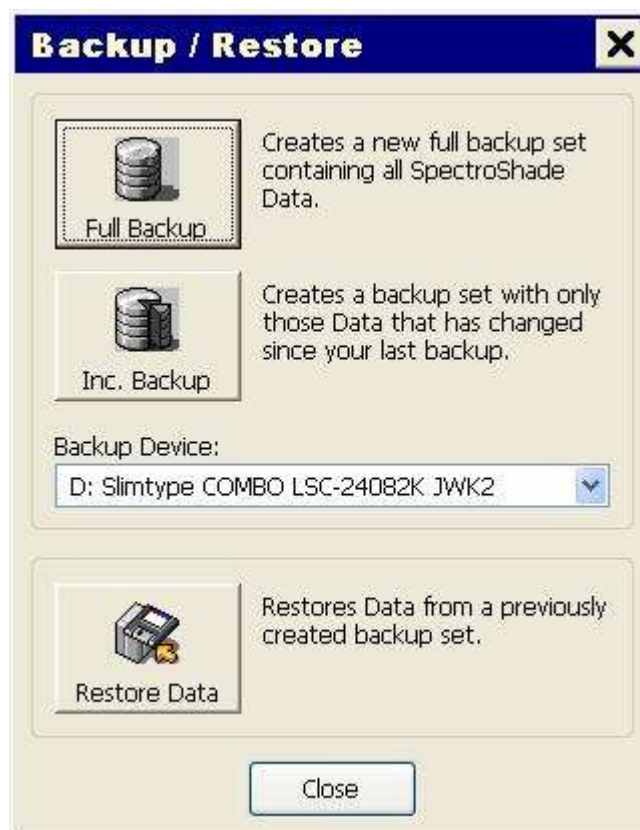 Backup / Restore
Full Backup
Creates a new full backup set
containing all SpectroShade
Data.
Inc. Backup
Creates a backup set with only
those Data that has changed
since your last backup.
Backup Device:
D: Slimtype COMBO LSC-24082K JWK2
Restore Data
Restores Data from a previously
created backup set.
Close